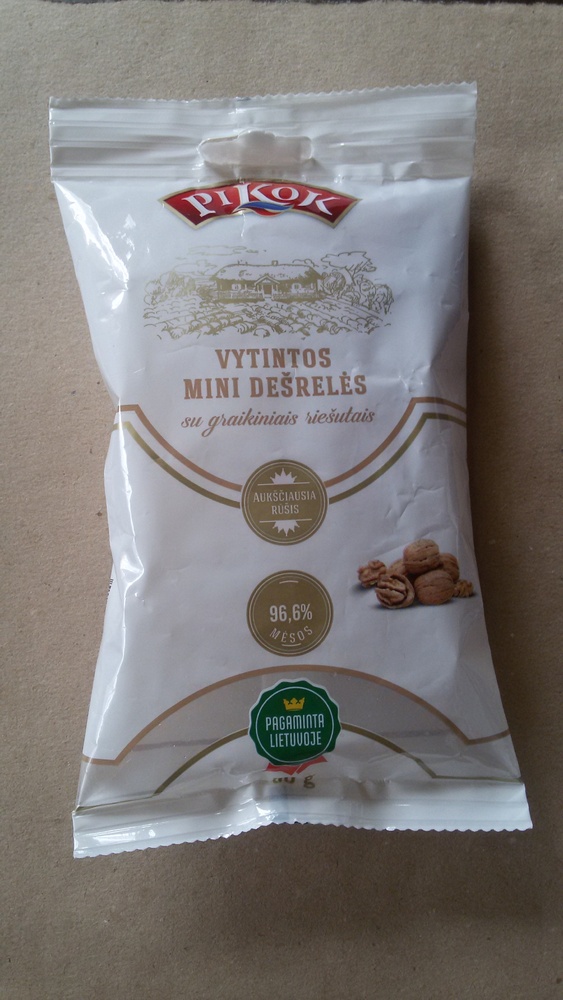 PIKOK
VYTINTOS
MINI DEŠRELĖS
su graikiniais riešutais
AUKŠČIAUSIA
RŪŠIS
96,6%
MĖSOS
PAGAMINTA
LIETUVOJE
g